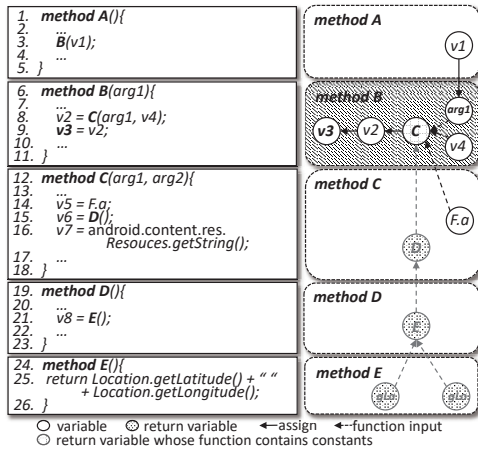 1. method A(){
2. ...
3. B(v1);
4. ...
5. }
6. method B(arg1){
7. ...
8. v2 = C(arg1, v4);
9. v3 = v2;
10. ...
11. }
12. method C(arg1, arg2){
13. ...
14. v5 = F.a;
15. v6 = D();
16. v7 = android.content.res.
Resouces.getString();
17. ...
18. }
19. method D(){
20. ...
21. v8 = E();
22. ...
23. }
24. method E(){
25. return Location.getLatitude() + " "
+ Location.getLongitude();
26. }
method A
v1
method B
arg1
v3
v2
C
v4
method C
F.a
D
method D
E
method E
variable
return variable
assign
function input
return variable whose function contains constants